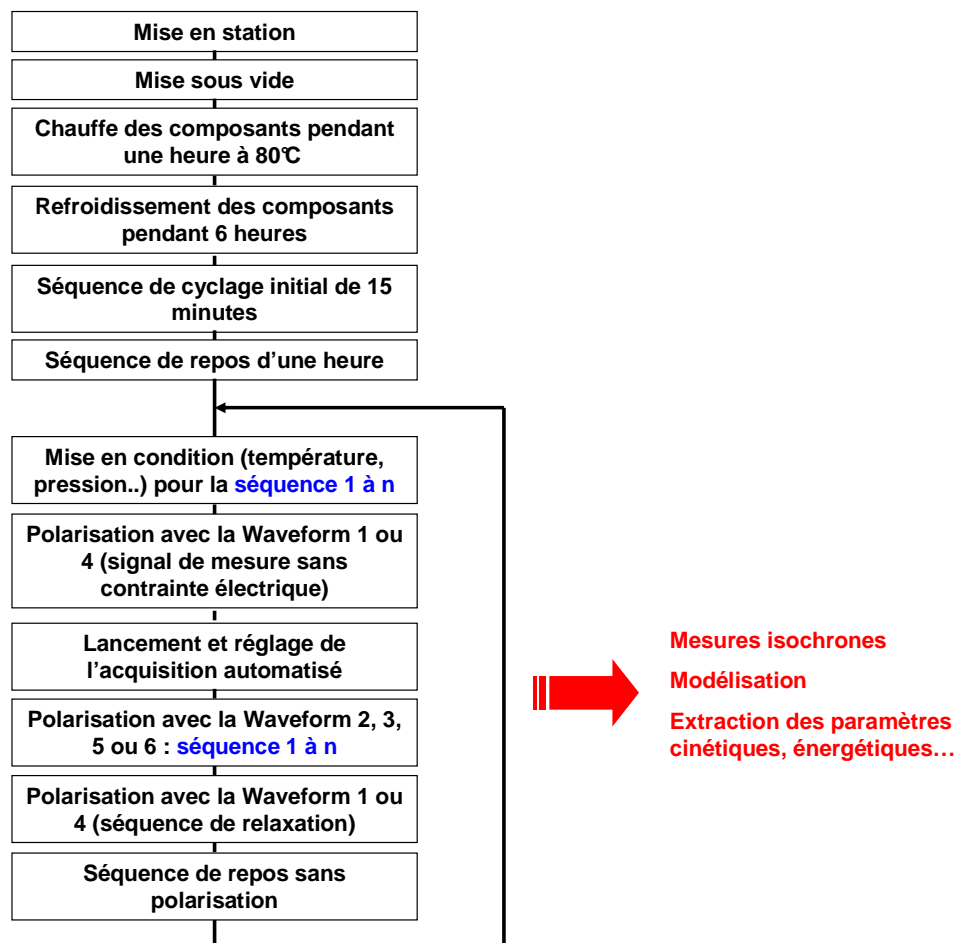 Mise en station
Mise sous vide
Chauffe des composants pendant
une heure à 80°C
Refroidissement des composants
pendant 6 heures
Séquence de cyclage initial de 15
minutes
Séquence de repos d’une heure
Mise en condition (température,
pression..) pour la séquence 1 à n
Polarisation avec la Waveform 1 ou
4 (signal de mesure sans
contrainte électrique)
Lancement et réglage de
l’acquisition automatisé
Polarisation avec la Waveform 2, 3,
5 ou 6 : séquence 1 à n
Polarisation avec la Waveform 1 ou
4 (séquence de relaxation)
Séquence de repos sans
polarisation
Mesures isochrones
Modélisation
Extraction des paramètres
cinétiques, énergétiques…